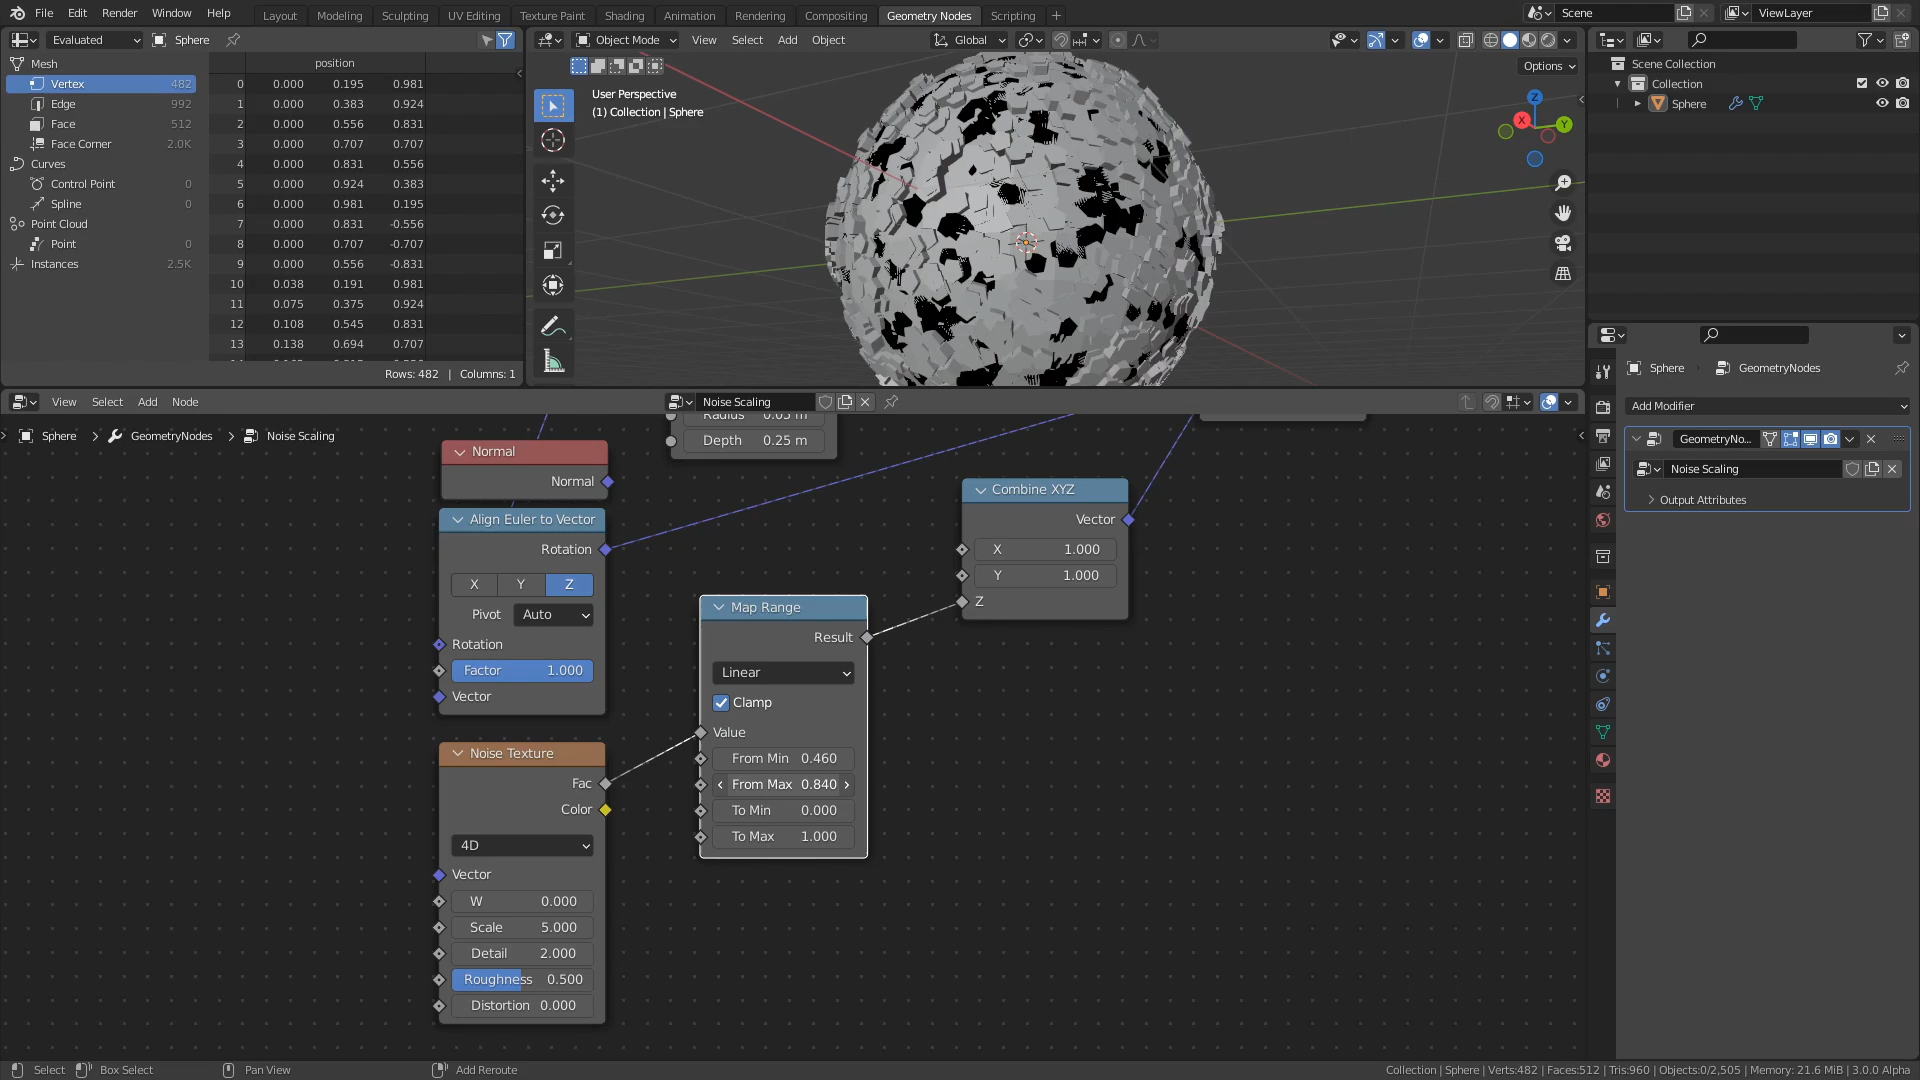 File Edit Render Window Help Layout Modeling Sculpting UV Editing Texture Paint Shading Animation Rendering Compositing Geometry Nodes Scripting Scene ViewLayer
Evaluated Sphere
position
Mesh
Vertex 482
Edge 992
Face 512
Face Corner 2.0K
Curves
Control Point 0
Spline 0
Point Cloud
Point 0
Instances 2.5K
0 0.000 0.195 0.981
1 0.000 0.383 0.924
2 0.000 0.556 0.831
3 0.000 0.707 0.707
4 0.000 0.831 0.556
5 0.000 0.924 0.383
6 0.000 0.981 0.195
7 0.000 0.831 -0.556
8 0.000 0.707 -0.707
9 0.000 0.556 -0.831
10 0.038 0.191 0.981
11 0.075 0.375 0.924
12 0.108 0.545 0.831
13 0.138 0.694 0.707
Rows: 482 | Columns: 1
Object Mode View Select Add Object Global
Options
User Perspective
(1) Collection | Sphere
Z
X
Y
Scene Collection
Collection
Sphere
View Select Add Node Noise Scaling
Sphere > GeometryNodes > Noise Scaling
Radius 0.05 m
Depth 0.25 m
Normal
Normal
Align Euler to Vector
Rotation
X Y Z
Pivot Auto
Rotation
Factor 1.000
Vector
Noise Texture
Fac
Color
4D
Vector
W 0.000
Scale 5.000
Detail 2.000
Roughness 0.500
Distortion 0.000
Map Range
Result
Linear
Clamp
Value
From Min 0.460
From Max 0.840
To Min 0.000
To Max 1.000
Combine XYZ
Vector
X 1.000
Y 1.000
Z
Sphere GeometryNodes
Add Modifier
GeometryNo...
Noise Scaling
Output Attributes
Select Box Select Pan View Add Reroute
Collection | Sphere | Verts:482 | Faces:512 | Tris:960 | Objects:0/2,505 | Memory: 21.6 MiB | 3.0.0 Alpha